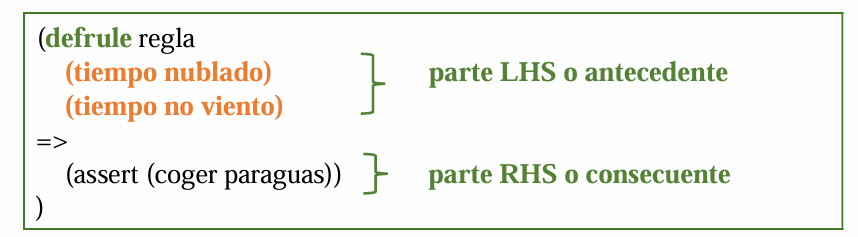 (defrule regla
(tiempo nublado) parte LHS o antecedente
(tiempo no viento)
=>
(assert (coger paraguas)) parte RHS o consecuente
)